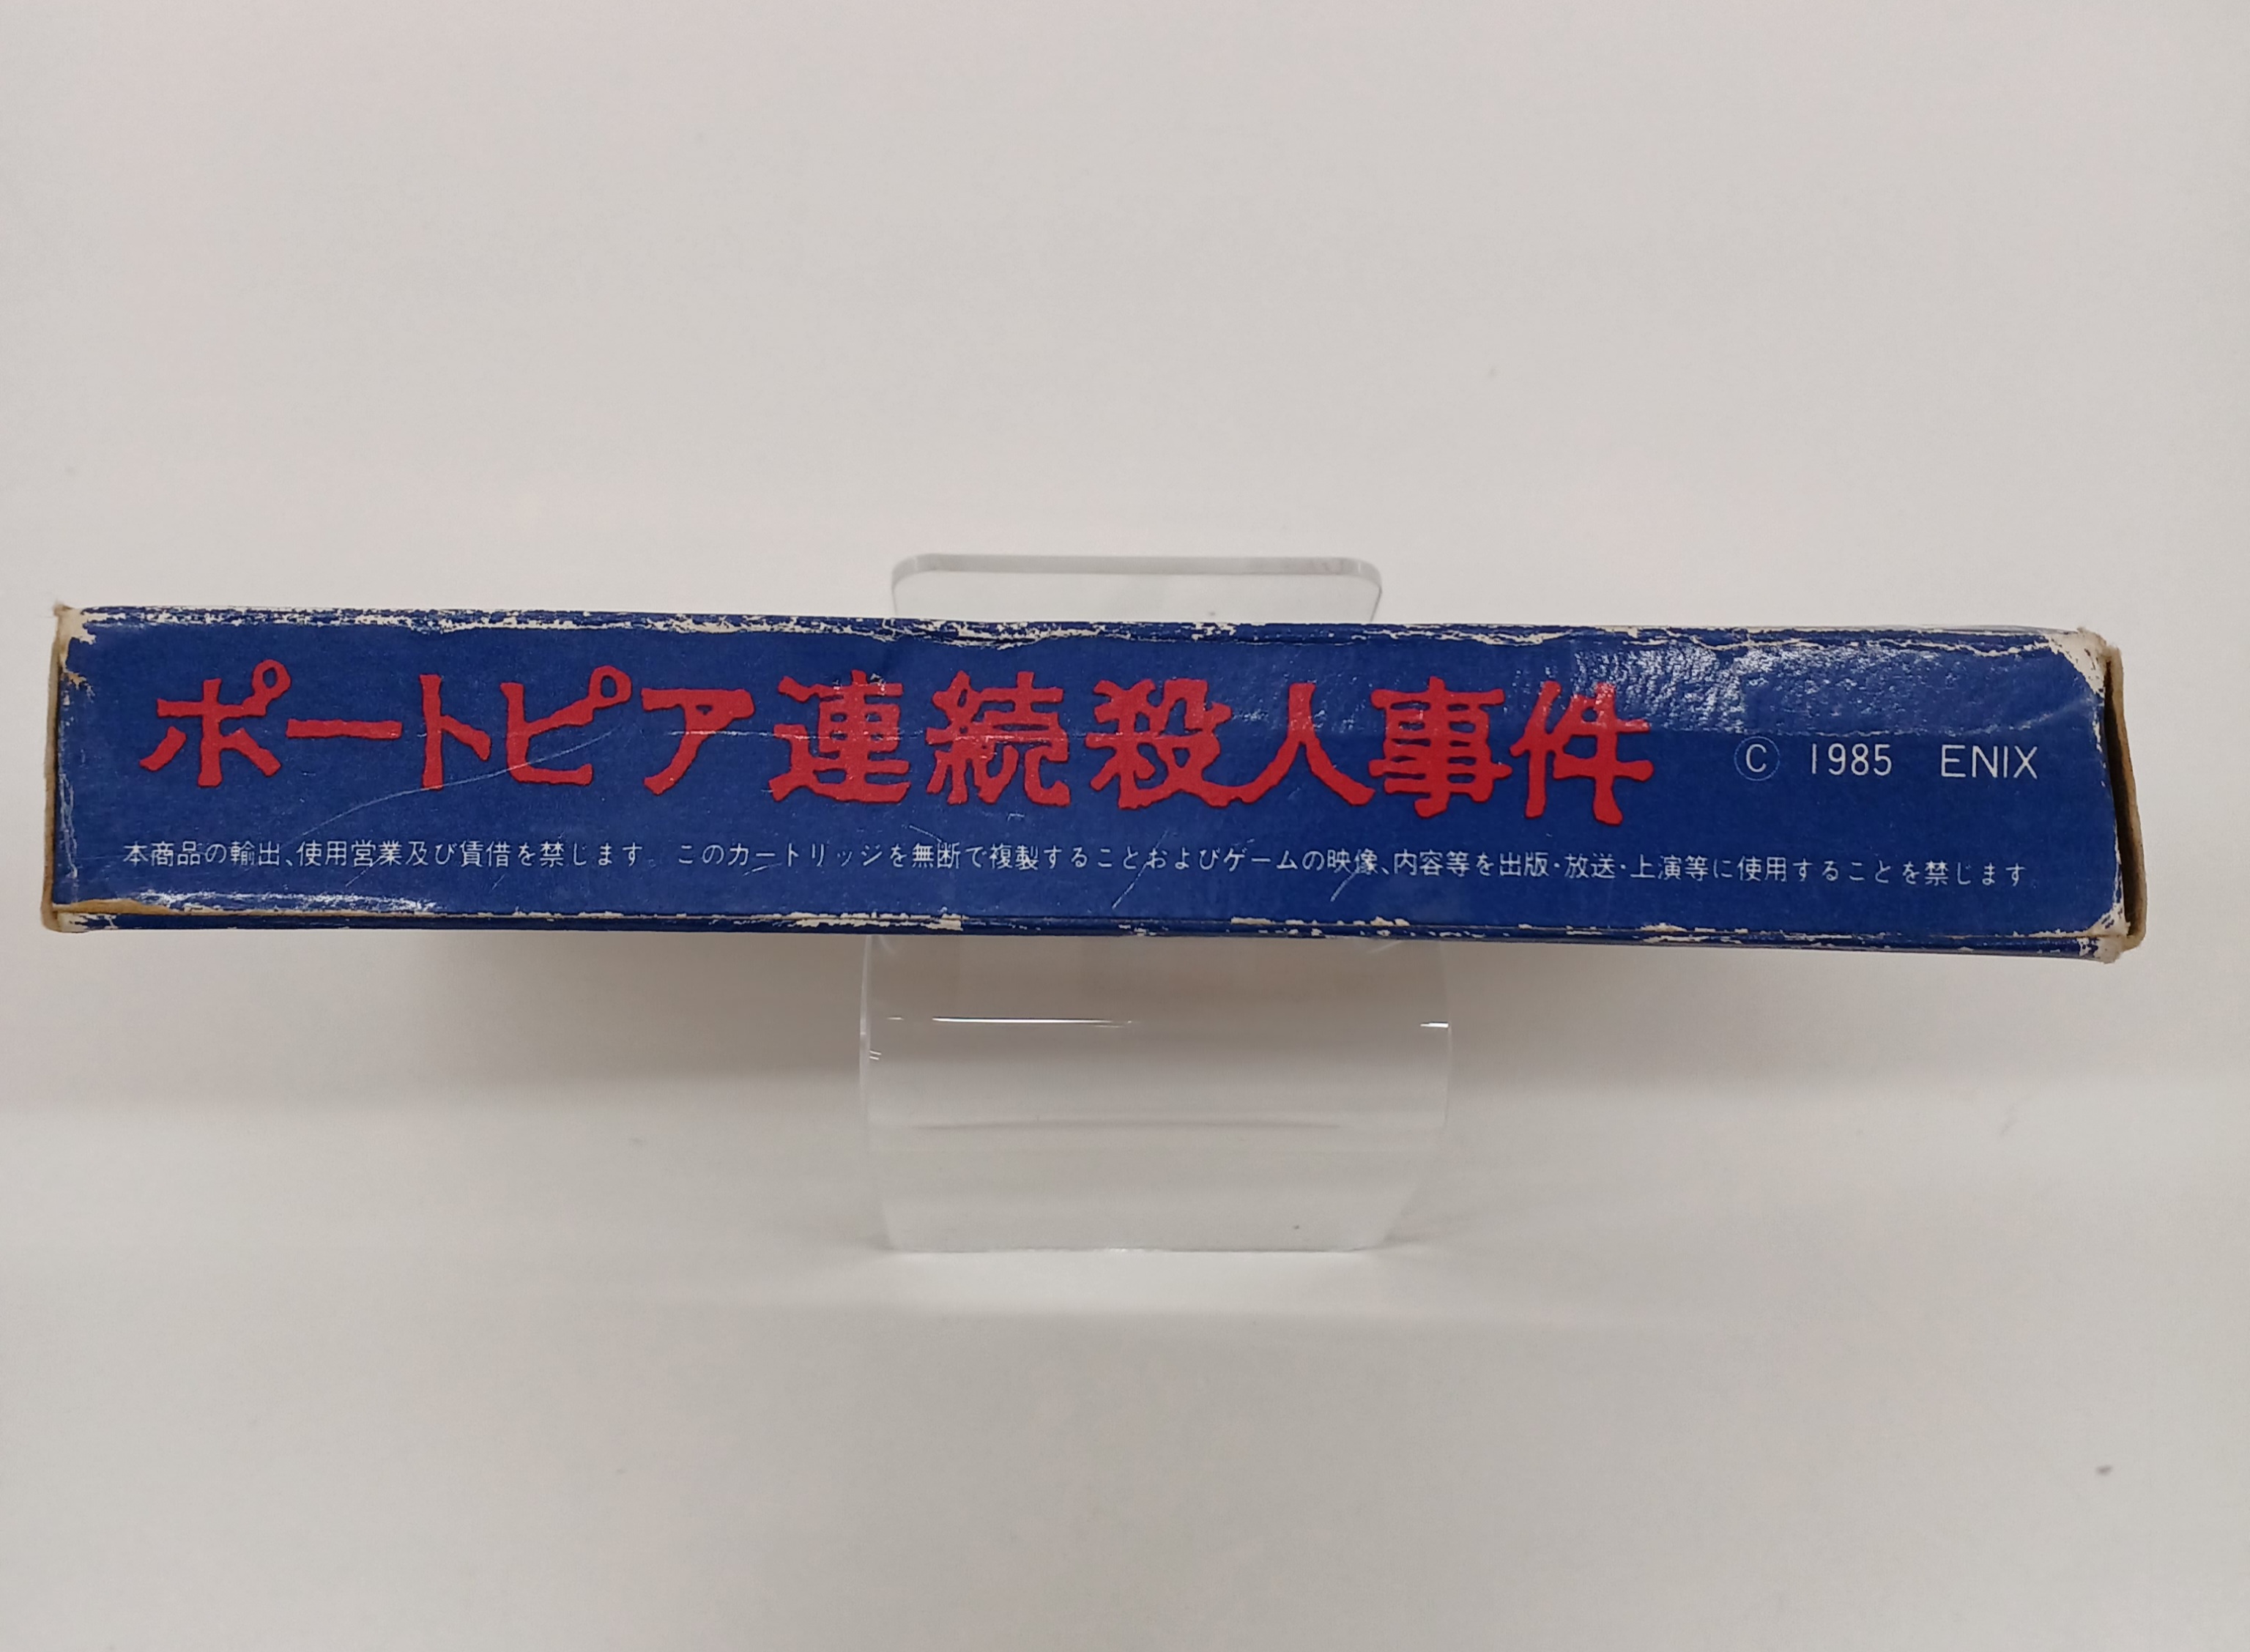 ポートピア連続殺人事件 © 1985 ENIX
本商品の輸出、使用営業及び賃借を禁じます。 このカートリッジを無断で複製することおよびゲームの映像、内容等を出版・放送・上演等に使用することを禁じます